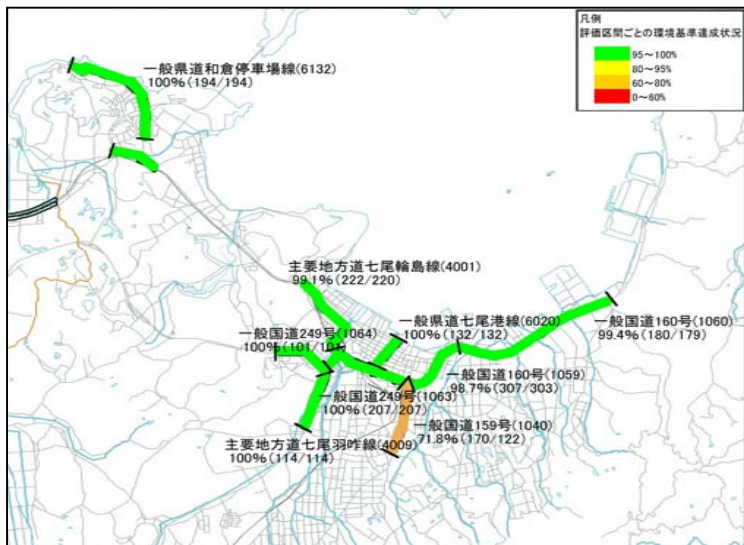 凡例
評価区間ごとの環境基準達成状況
95～100%
80～95%
60～80%
0～60%
一般県道和倉停車場線(6132)
100%(194/194)
主要地方道七尾輪島線(4001)
99.1%(222/220)
一般国道249号(1064)
100%(101/101)
一般県道七尾港線(6020)
100%(132/132)
一般国道160号(1060)
99.4%(180/179)
一般国道160号(1059)
98.7%(307/303)
一般国道249号(1063)
100%(207/207)
一般国道159号(1040)
71.8%(170/122)
主要地方道七尾羽咋線(4009)
100%(114/114)